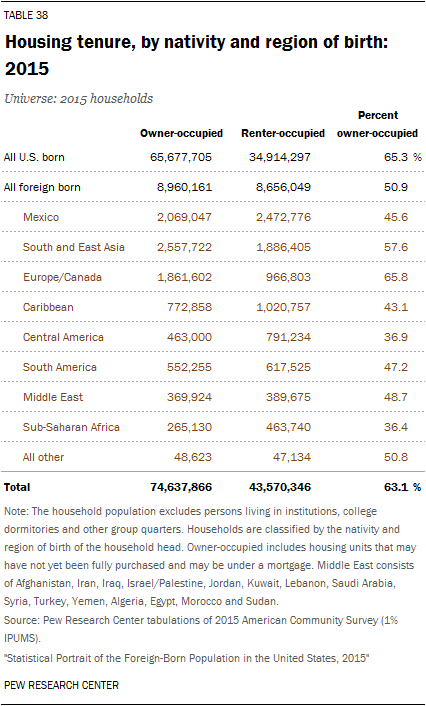 TABLE 38
Housing tenure, by nativity and region of birth:
2015
Universe: 2015 households
Percent
Owner-occupied Renter-occupied owner-occupied
All U.S. born 65,677,705 34,914,297 65.3 %
All foreign born 8,960,161 8,656,049 50.9
Mexico 2,069,047 2,472,776 45.6
South and East Asia 2,557,722 1,886,405 57.6
Europe/Canada 1,861,602 966,803 65.8
Caribbean 772,858 1,020,757 43.1
Central America 463,000 791,234 36.9
South America 552,255 617,525 47.2
Middle East 369,924 389,675 48.7
Sub-Saharan Africa 265,130 463,740 36.4
All other 48,623 47,134 50.8
Total 74,637,866 43,570,346 63.1 %
Note: The household population excludes persons living in institutions, college
dormitories and other group quarters. Households are classified by the nativity and
region of birth of the household head. Owner-occupied includes housing units that may
have not yet been fully purchased and may be under a mortgage. Middle East consists
of Afghanistan, Iran, Iraq, Israel/Palestine, Jordan, Kuwait, Lebanon, Saudi Arabia,
Syria, Turkey, Yemen, Algeria, Egypt, Morocco and Sudan.
Source: Pew Research Center tabulations of 2015 American Community Survey (1%
IPUMS).
"Statistical Portrait of the Foreign-Born Population in the United States, 2015"
PEW RESEARCH CENTER